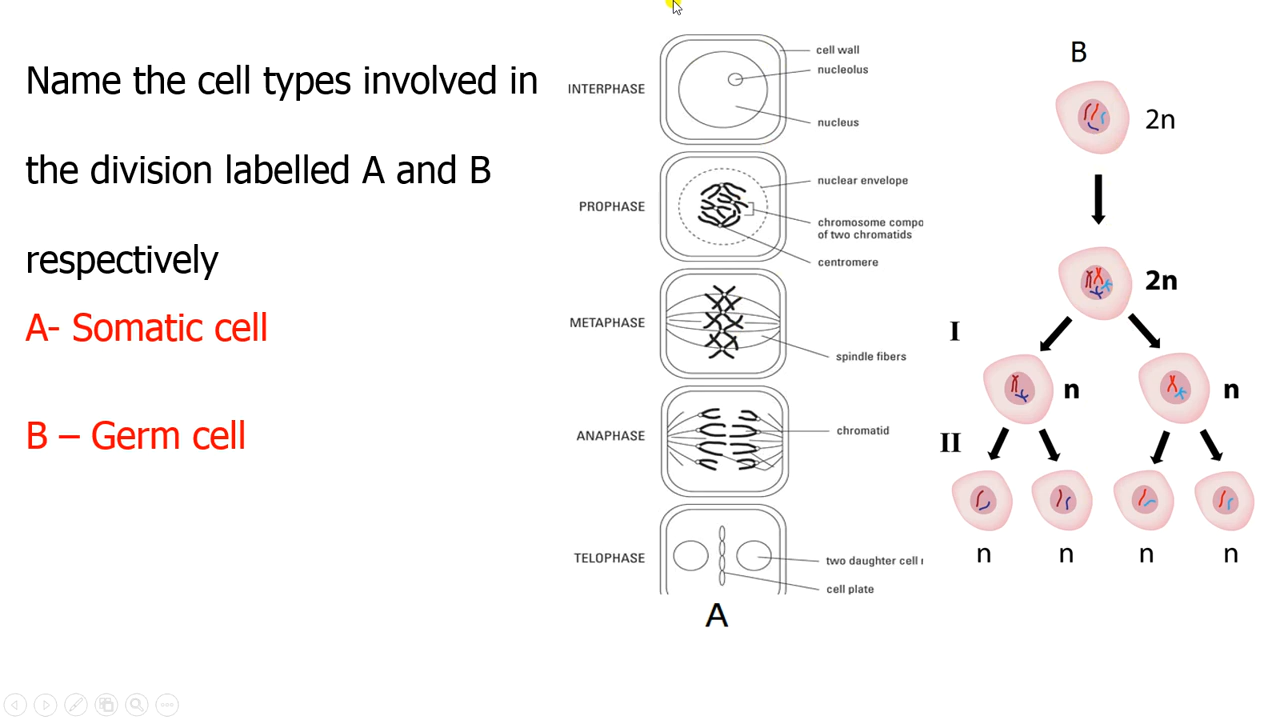 Name the cell types involved in
the division labelled A and B
respectively
A- Somatic cell
B – Germ cell
INTERPHASE
cell wall
nucleolus
nucleus
PROPHASE
nuclear envelope
chromosome compo
of two chromatids
centromere
METAPHASE
spindle fibers
ANAPHASE
chromatid
TELOPHASE
two daughter cell r
cell plate
A
B
2n
2n
I
n n
II
n n n n